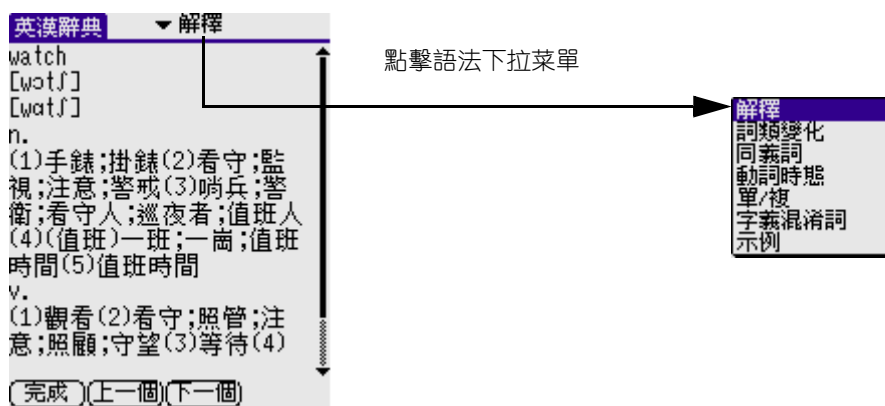 英漢辭典 ▼ 解釋
watch
[wɔtʃ]
[wɑtʃ]
n.
(1)手錶;掛錶(2)看守;監
視;注意;警戒(3)哨兵;警
衛;看守人;巡夜者;值班人
(4)(值班)一班;一崗;值班
時間(5)值班時間
v.
(1)觀看(2)看守;照管;注
意;照顧;守望(3)等待(4)
完成 上一個 下一個
點擊語法下拉菜單
解釋
詞類變化
同義詞
動詞時態
單/複
字義混淆詞
示例